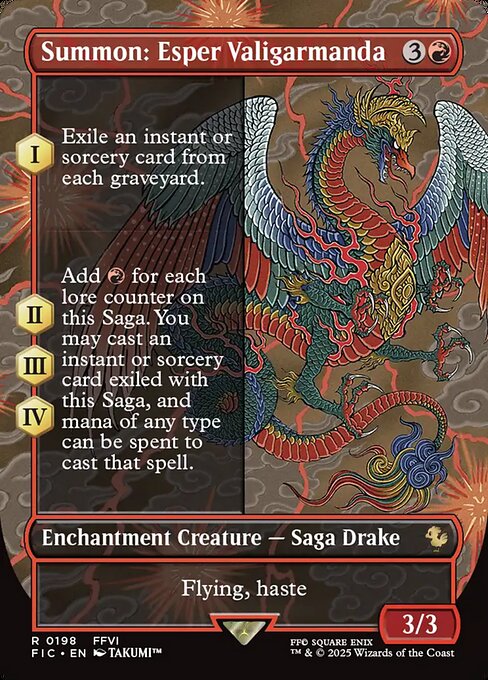 Summon: Esper Valigarmanda 3
I Exile an instant or
sorcery card from
each graveyard.
Add for each
II lore counter on
this Saga. You
may cast an
III instant or sorcery
card exiled with
IV this Saga, and
mana of any type
can be spent to
cast that spell.
Enchantment Creature — Saga Drake
Flying, haste
3/3
R 0198 FFVI
FIC • EN TAKUMI™
FF© SQUARE ENIX
™ & © 2025 Wizards of the Coast